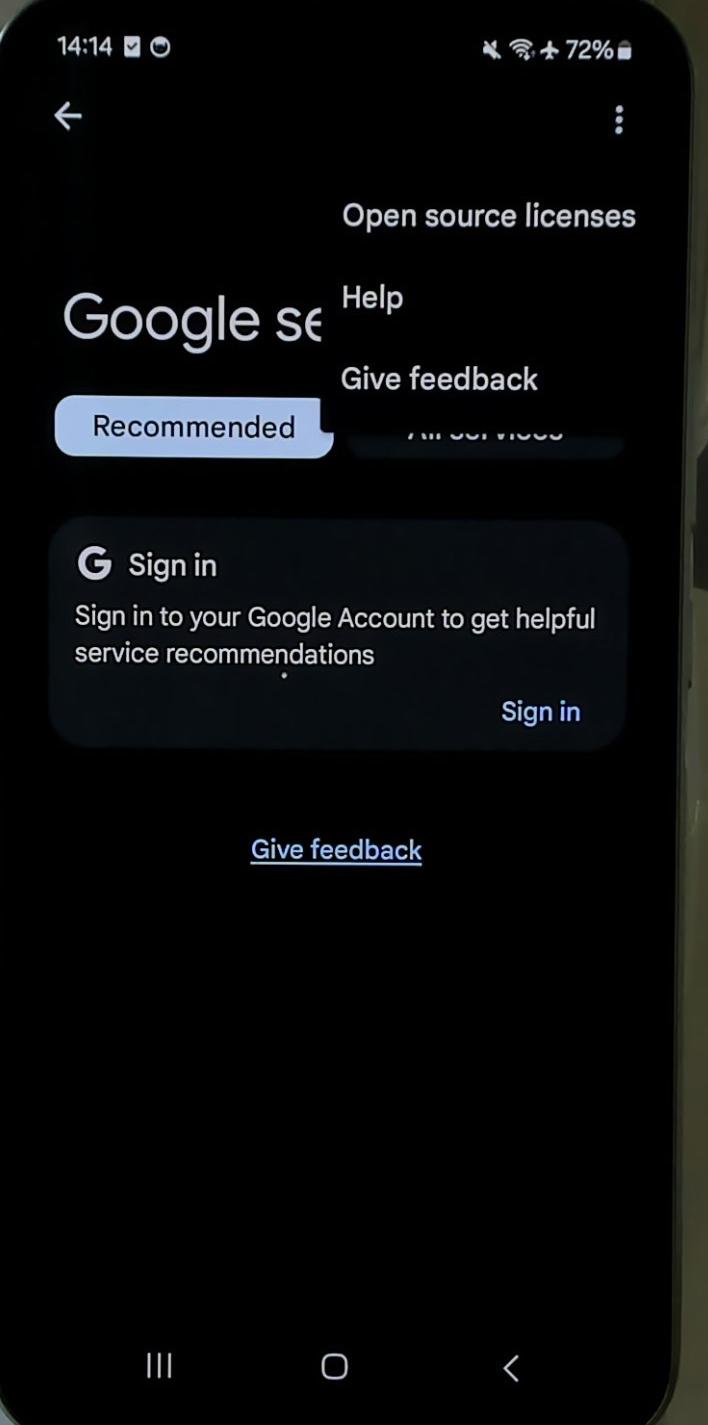 14:14
72%
Open source licenses
Help
Google se
Give feedback
Recommended
G Sign in
Sign in to your Google Account to get helpful
service recommendations
Sign in
Give feedback